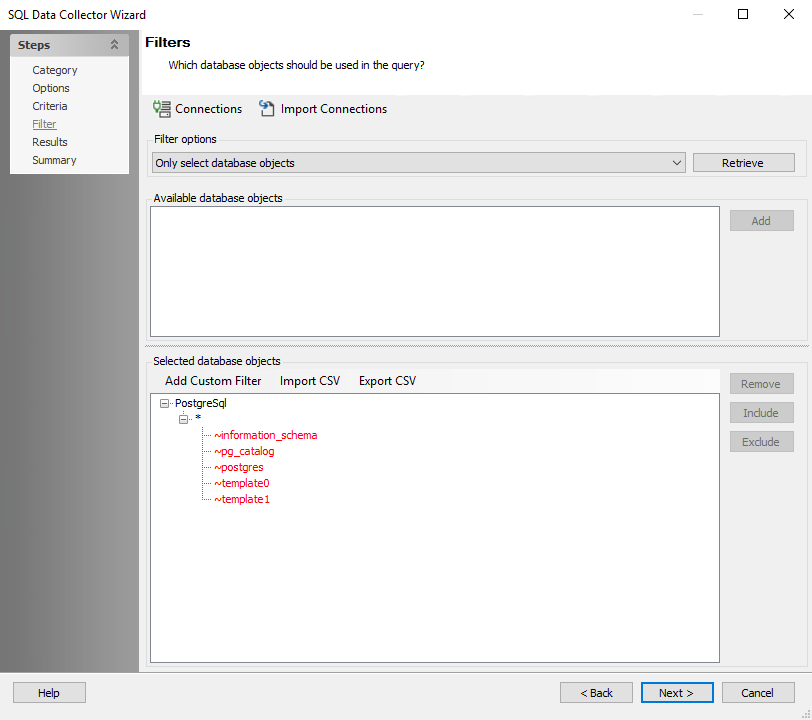 SQL Data Collector Wizard
Steps
Category
Options
Criteria
Filter
Results
Summary
Filters
Which database objects should be used in the query?
Connections Import Connections
Filter options
Only select database objects Retrieve
Available database objects
Add
Selected database objects
Add Custom Filter Import CSV Export CSV
Remove
Include
Exclude
PostgreSql
*
~information_schema
~pg_catalog
~postgres
~template0
~template1
Help < Back Next > Cancel